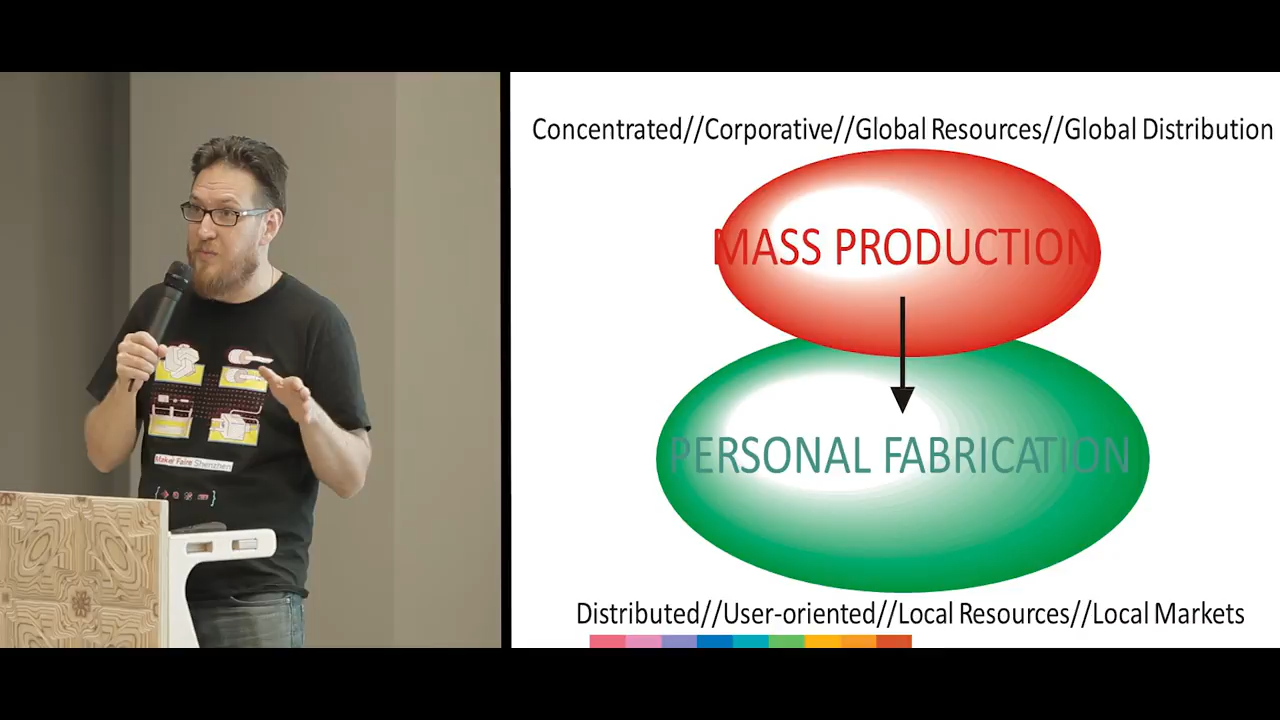 Concentrated//Corporative//Global Resources//Global Distribution
MASS PRODUCTION
PERSONAL FABRICATION
Distributed//User-oriented//Local Resources//Local Markets
Maker Faire Shenzhen